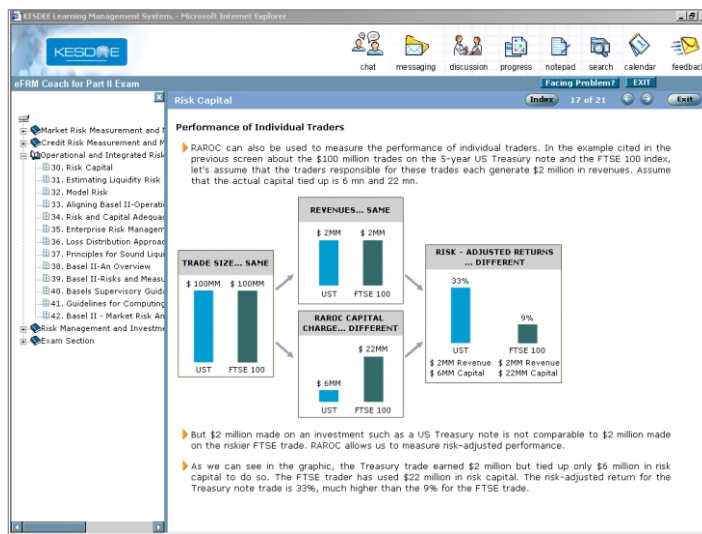 KESDEE Learning Management System. - Microsoft Internet Explorer
KESDEE
chat
messaging
discussion
progress
notepad
search
calendar
feedbac
eFRM Coach for Part II Exam
Facing Problem?
EXIT
Risk Capital
Index
17 of 21
Exit
Market Risk Measurement and
Credit Risk Measurement and M
Operational and Integrated Risk
30. Risk Capital
31. Estimating Liquidity Risk
32. Model Risk
33. Aligning Basel II-Operati
34. Risk and Capital Adequac
35. Enterprise Risk Managem
36. Loss Distribution Approac
37. Principles for Sound Liqui
38. Basel II-An Overview
39. Basel II-Risks and Measu
40. Basels Supervisory Guid
41. Guidelines for Computing
42. Basel II - Market Risk An
Risk Management and Investme
Exam Section
Performance of Individual Traders
RAROC can also be used to measure the performance of individual traders. In the example cited in the
previous screen about the $100 million trades on the 5-year US Treasury note and the FTSE 100 index,
let's assume that the traders responsible for these trades each generate $2 million in revenues. Assume
that the actual capital tied up is 6 mn and 22 mn.
TRADE SIZE... SAME
$ 100MM $ 100MM
UST FTSE 100
REVENUES... SAME
$ 2MM $ 2MM
UST FTSE 100
RAROC CAPITAL
CHARGE... DIFFERENT
$ 22MM
$ 6MM
UST FTSE 100
RISK - ADJUSTED RETURNS
... DIFFERENT
33%
9%
UST FTSE 100
$ 2MM Revenue $ 2MM Revenue
$ 6MM Capital $ 22MM Capital
But $2 million made on an investment such as a US Treasury note is not comparable to $2 million made
on the riskier FTSE trade. RAROC allows us to measure risk-adjusted performance.
As we can see in the graphic, the Treasury trade earned $2 million but tied up only $6 million in risk
capital to do so. The FTSE trader has used $22 million in risk capital. The risk-adjusted return for the
Treasury note trade is 33%, much higher than the 9% for the FTSE trade.